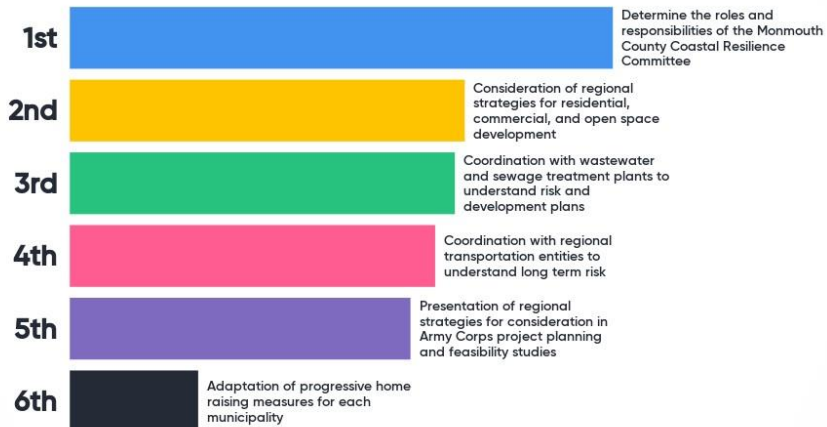 1st
Determine the roles and
responsibilities of the Monmouth
County Coastal Resilience
Committee
2nd
Consideration of regional
strategies for residential,
commercial, and open space
development
3rd
Coordination with wastewater
and sewage treatment plants to
understand risk and
development plans
4th
Coordination with regional
transportation entities to
understand long term risk
5th
Presentation of regional
strategies for consideration in
Army Corps project planning
and feasibility studies
6th
Adaptation of progressive home
raising measures for each
municipality